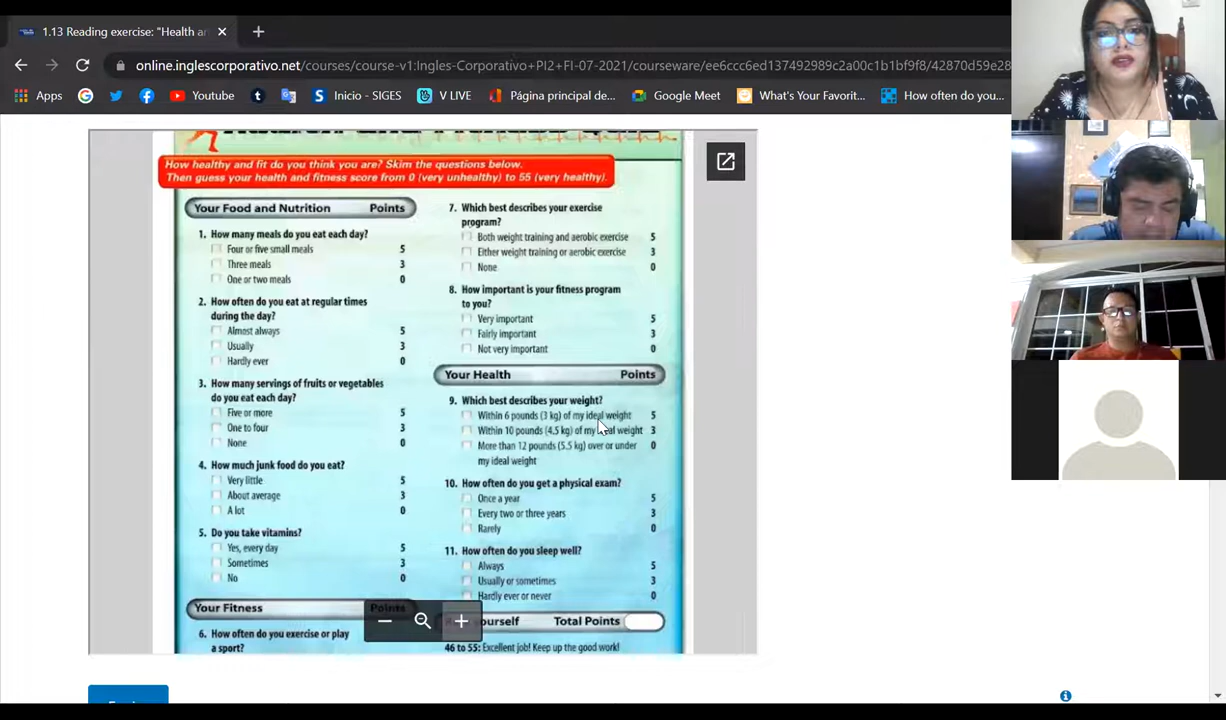 1.13 Reading exercise: "Health ar
online.inglescorporativo.net/courses/course-v1:Ingles-Corporativo+PI2+FI-07-2021/courseware/ee6ccc6ed137492989c2a00c1b1bf9f8/42870d59e28
Apps
Youtube
Inicio - SIGES
V LIVE
Página principal de...
Google Meet
What's Your Favorit...
How often do you...
How healthy and fit do you think you are? Skim the questions below.
Then guess your health and fitness score from 0 (very unhealthy) to 55 (very healthy).
Your Food and Nutrition Points
1. How many meals do you eat each day?
Four or five small meals 5
Three meals 3
One or two meals 0
2. How often do you eat at regular times
during the day?
Almost always 5
Usually 3
Hardly ever 0
3. How many servings of fruits or vegetables
do you eat each day?
Five or more 5
One to four 3
None 0
4. How much junk food do you eat?
Very little 5
About average 3
A lot 0
5. Do you take vitamins?
Yes, every day 5
Sometimes 3
No 0
Your Fitness Points
6. How often do you exercise or play
a sport?
7. Which best describes your exercise
program?
Both weight training and aerobic exercise 5
Either weight training or aerobic exercise 3
None 0
8. How important is your fitness program
to you?
Very important 5
Fairly important 3
Not very important 0
Your Health Points
9. Which best describes your weight?
Within 6 pounds (3 kg) of my ideal weight 5
Within 10 pounds (4.5 kg) of my ideal weight 3
More than 12 pounds (5.5 kg) over or under 0
my ideal weight
10. How often do you get a physical exam?
Once a year 5
Every two or three years 3
Rarely 0
11. How often do you sleep well?
Always 5
Usually or sometimes 3
Hardly ever or never 0
ourself Total Points
46 to 55: Excellent job! Keep up the good work!